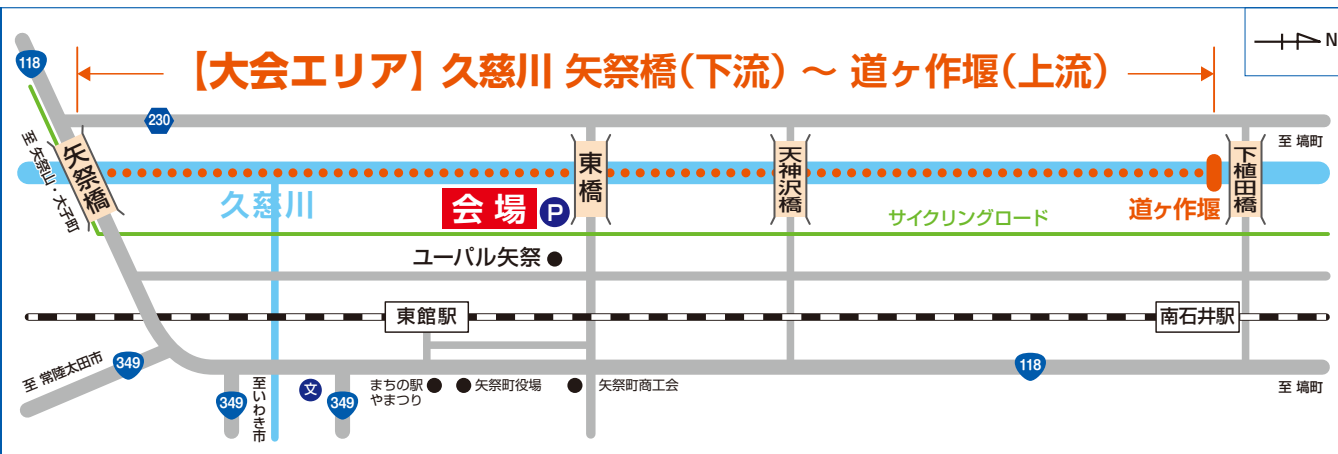 【大会エリア】 久慈川 矢祭橋(下流) ～ 道ヶ作堰(上流)
N
118
230
至 塙町
至 矢祭山・大子町
矢祭橋
東橋
天神沢橋
下植田橋
久慈川
会場
P
サイクリングロード
道ヶ作堰
ユーパル矢祭
東館駅
南石井駅
至 常陸太田市
349
118
349
至いわき市
文
349
まちの駅
やまつり
矢祭町役場
矢祭町商工会
至 塙町